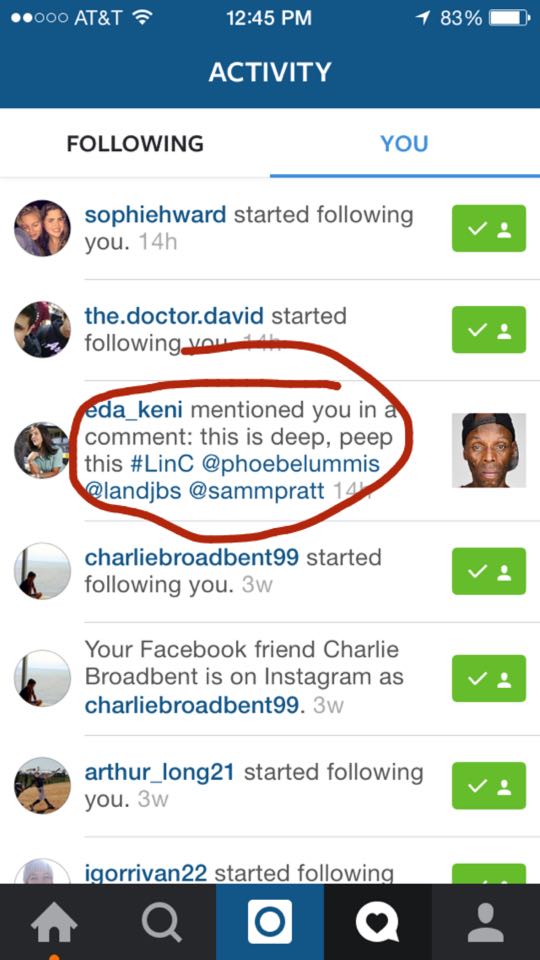 AT&T 12:45 PM 83%
ACTIVITY
FOLLOWING YOU
sophiehward started following
you. 14h
the.doctor.david started
following you. 14h
eda_keni mentioned you in a
comment: this is deep, peep
this #LinC @phoebelummis
@landjbs @sammpratt 14h
charliebroadbent99 started
following you. 3w
Your Facebook friend Charlie
Broadbent is on Instagram as
charliebroadbent99. 3w
arthur_long21 started following
you. 3w
igorrivan22 started following